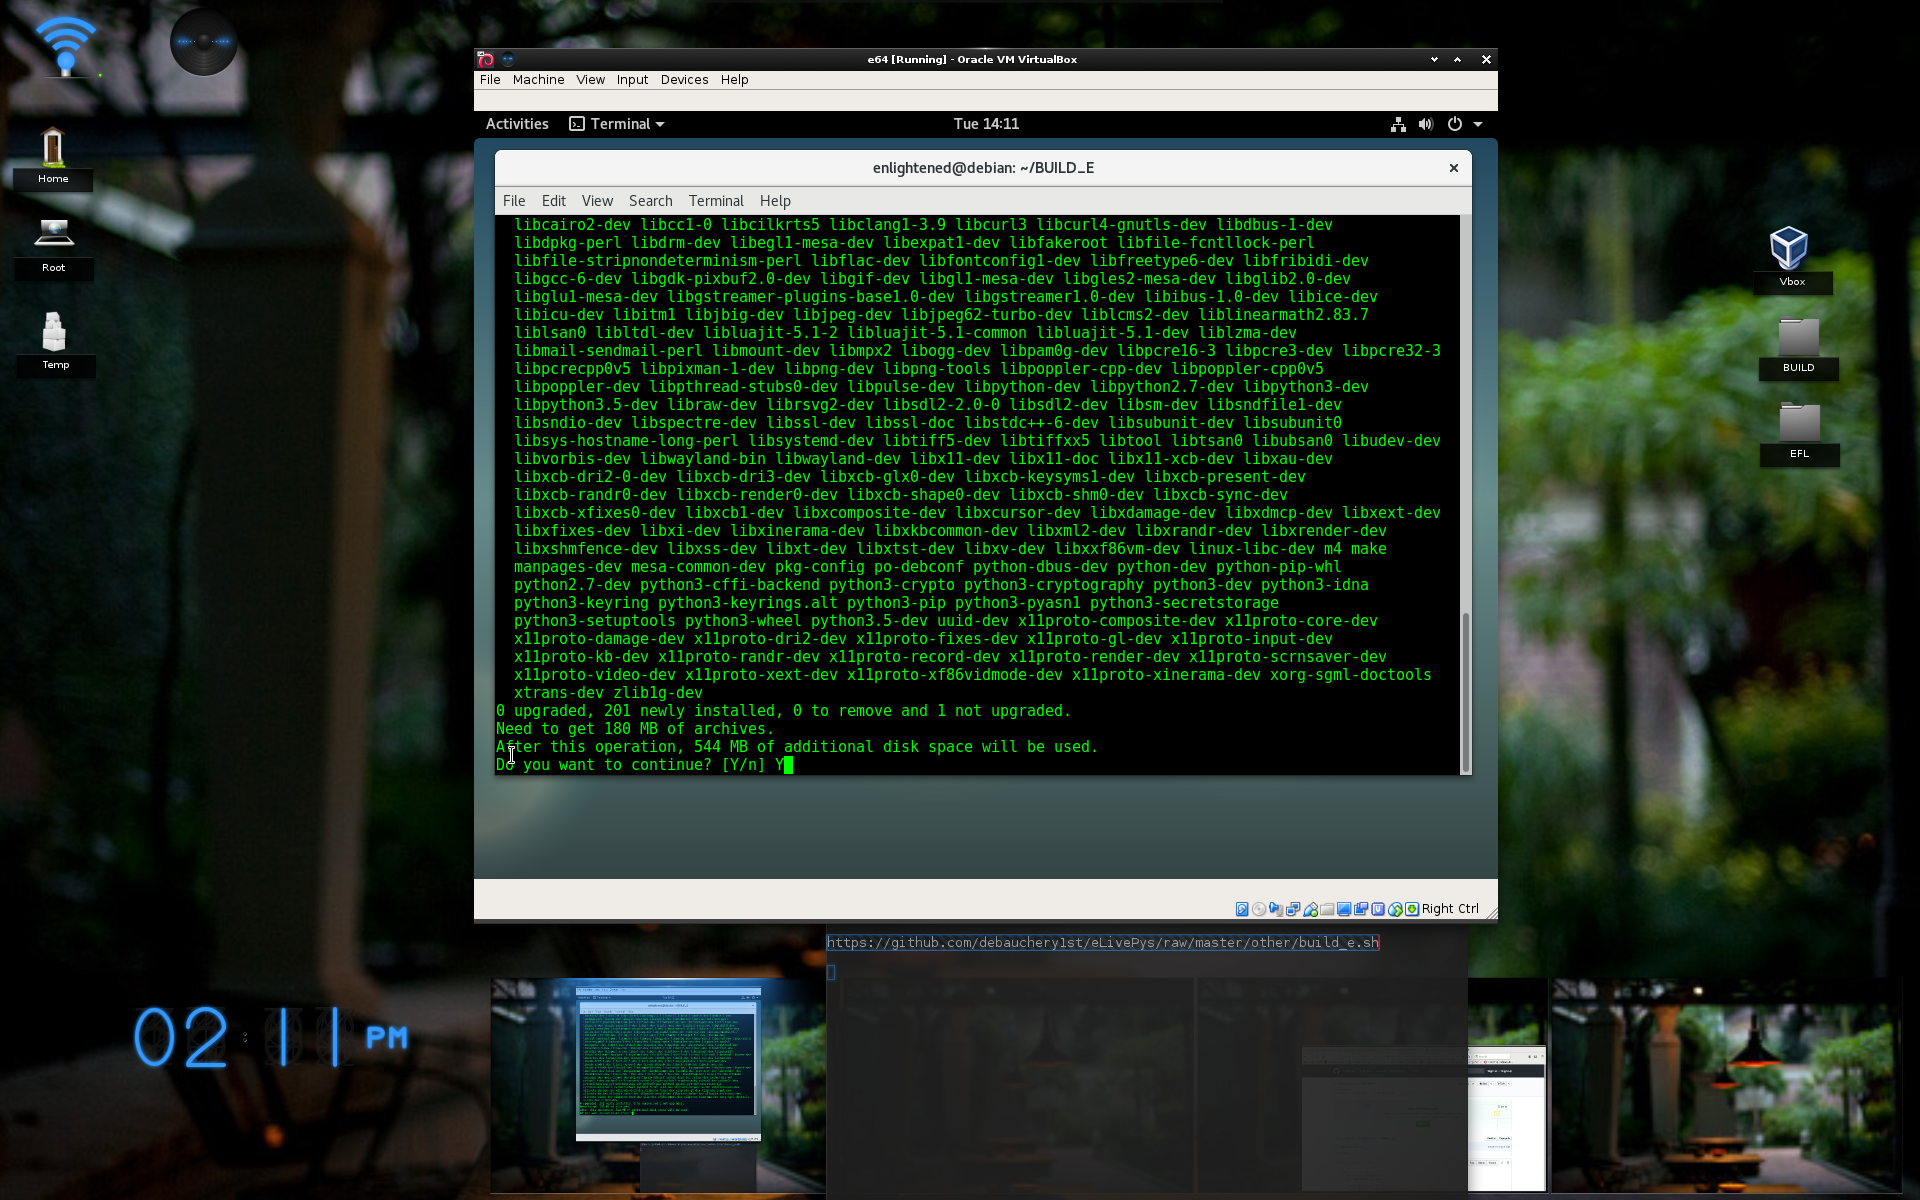 e64 [Running] - Oracle VM VirtualBox
File Machine View Input Devices Help
Activities Terminal Tue 14:11
enlightened@debian: ~/BUILD_E
File Edit View Search Terminal Help
libcairo2-dev libcc1-0 libcilkrts5 libclang1-3.9 libcurl3 libcurl4-gnutls-dev libdbus-1-dev
libdpkg-perl libdrm-dev libegl1-mesa-dev libexpat1-dev libfakeroot libfile-fcntllock-perl
libfile-stripnondeterminism-perl libflac-dev libfontconfig1-dev libfreetype6-dev libfribidi-dev
libgcc-6-dev libgdk-pixbuf2.0-dev libgif-dev libgl1-mesa-dev libgles2-mesa-dev libglib2.0-dev
libglu1-mesa-dev libgstreamer-plugins-base1.0-dev libgstreamer1.0-dev libibus-1.0-dev libice-dev
libicu-dev libitm1 libjbig-dev libjpeg-dev libjpeg62-turbo-dev liblcms2-dev liblinearmath2.83.7
liblsan0 libltdl-dev libluajit-5.1-2 libluajit-5.1-common libluajit-5.1-dev liblzma-dev
libmail-sendmail-perl libmount-dev libmpx2 libogg-dev libpam0g-dev libpcre16-3 libpcre3-dev libpcre32-3
libpcrecpp0v5 libpixman-1-dev libpng-dev libpng-tools libpoppler-cpp-dev libpoppler-cpp0v5
libpoppler-dev libpthread-stubs0-dev libpulse-dev libpython-dev libpython2.7-dev libpython3-dev
libpython3.5-dev libraw-dev librsvg2-dev libsdl2-2.0-0 libsdl2-dev libsm-dev libsndfile1-dev
libsndio-dev libspectre-dev libssl-dev libssl-doc libstdc++-6-dev libsubunit-dev libsubunit0
libsys-hostname-long-perl libsystemd-dev libtiff5-dev libtiffxx5 libtool libtsan0 libubsan0 libudev-dev
libvorbis-dev libwayland-bin libwayland-dev libx11-dev libx11-doc libx11-xcb-dev libxau-dev
libxcb-dri2-0-dev libxcb-dri3-dev libxcb-glx0-dev libxcb-keysyms1-dev libxcb-present-dev
libxcb-randr0-dev libxcb-render0-dev libxcb-shape0-dev libxcb-shm0-dev libxcb-sync-dev
libxcb-xfixes0-dev libxcb1-dev libxcomposite-dev libxcursor-dev libxdamage-dev libxdmcp-dev libxext-dev
libxfixes-dev libxi-dev libxinerama-dev libxkbcommon-dev libxml2-dev libxrandr-dev libxrender-dev
libxshmfence-dev libxss-dev libxt-dev libxtst-dev libxv-dev libxxf86vm-dev linux-libc-dev m4 make
manpages-dev mesa-common-dev pkg-config po-debconf python-dbus-dev python-dev python-pip-whl
python2.7-dev python3-cffi-backend python3-crypto python3-cryptography python3-dev python3-idna
python3-keyring python3-keyrings.alt python3-pip python3-pyasn1 python3-secretstorage
python3-setuptools python3-wheel python3.5-dev uuid-dev x11proto-composite-dev x11proto-core-dev
x11proto-damage-dev x11proto-dri2-dev x11proto-fixes-dev x11proto-gl-dev x11proto-input-dev
x11proto-kb-dev x11proto-randr-dev x11proto-record-dev x11proto-render-dev x11proto-scrnsaver-dev
x11proto-video-dev x11proto-xext-dev x11proto-xf86vidmode-dev x11proto-xinerama-dev xorg-sgml-doctools
xtrans-dev zlib1g-dev
0 upgraded, 201 newly installed, 0 to remove and 1 not upgraded.
Need to get 180 MB of archives.
After this operation, 544 MB of additional disk space will be used.
Do you want to continue? [Y/n] Y
Right Ctrl
https://github.com/debauchery1st/eLivePys/raw/master/other/build_e.sh
Home
Root
Temp
Vbox
BUILD
EFL
02:11 PM